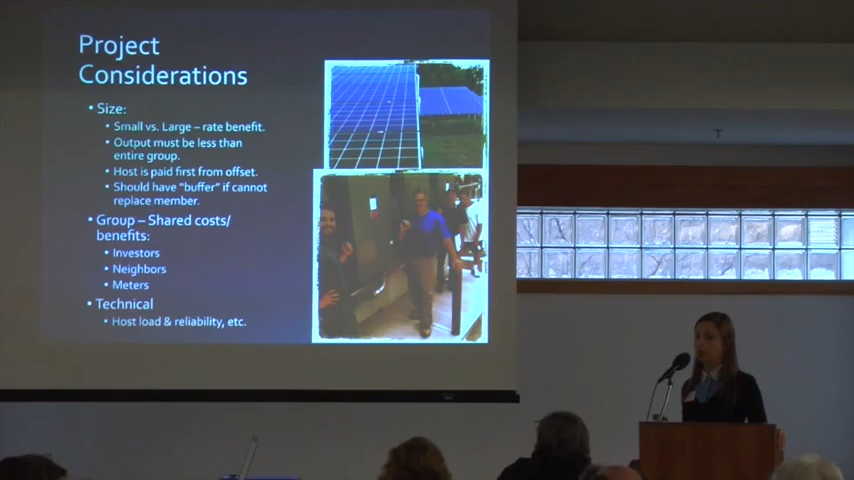 Project
Considerations
• Size:
• Small vs. Large – rate benefit.
• Output must be less than
entire group.
• Host is paid first from offset.
• Should have "buffer" if cannot
replace member.
• Group – Shared costs/
benefits:
• Investors
• Neighbors
• Meters
• Technical
• Host load & reliability, etc.